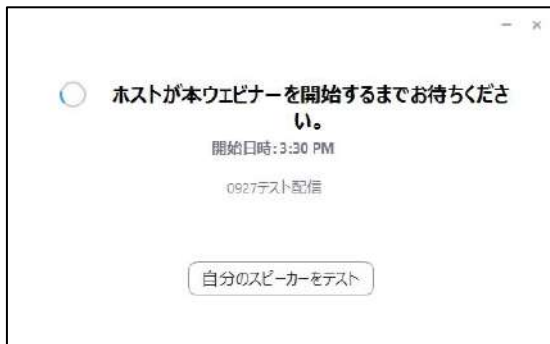 ホストが本ウェビナーを開始するまでお待ちくださ
い。
開始日時:3:30 PM
0927テスト配信
自分のスピーカーをテスト